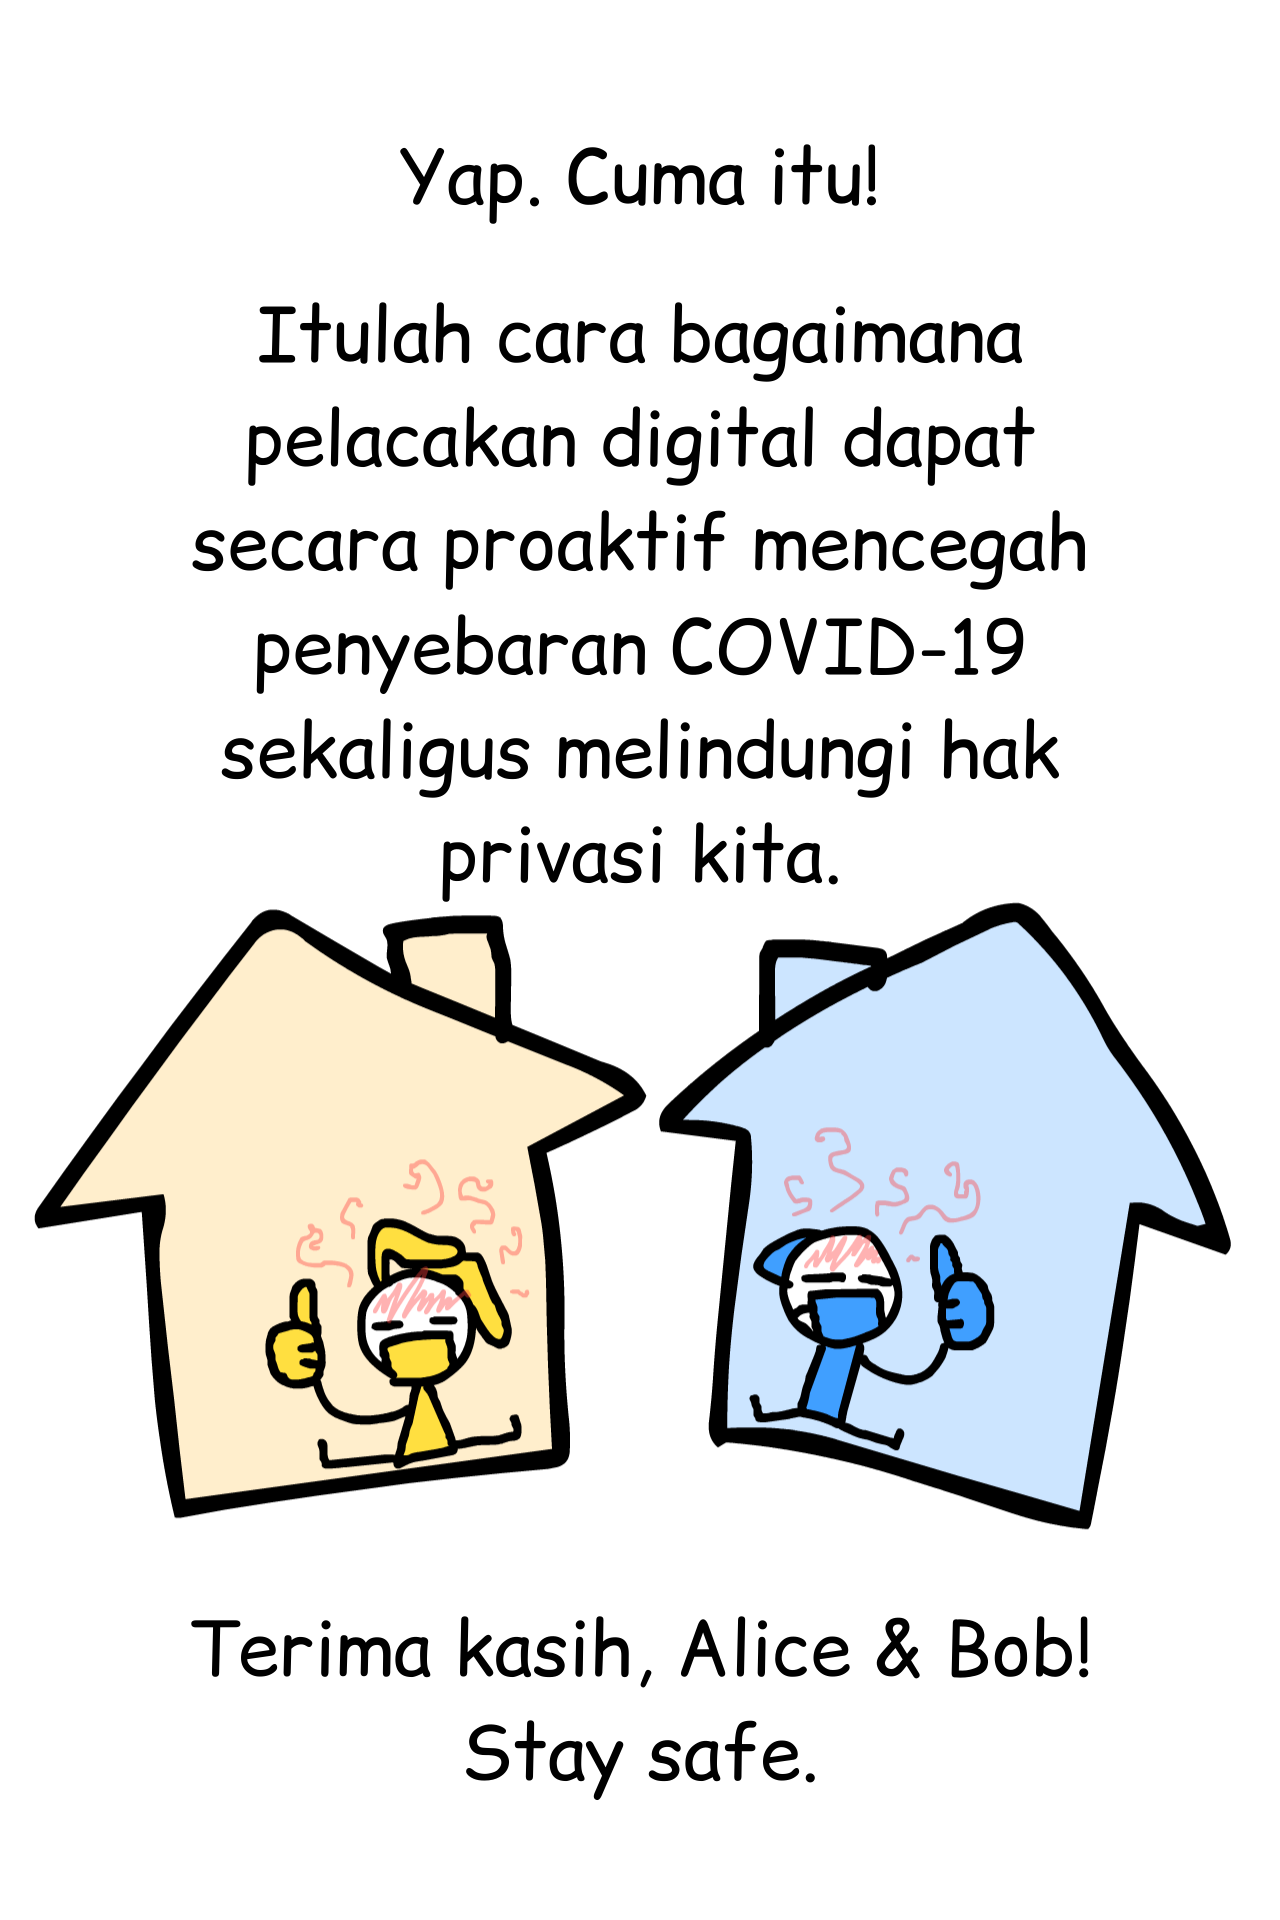 Yap. Cuma itu!
Itulah cara bagaimana
pelacakan digital dapat
secara proaktif mencegah
penyebaran COVID-19
sekaligus melindungi hak
privasi kita.
Terima kasih, Alice & Bob!
Stay safe.